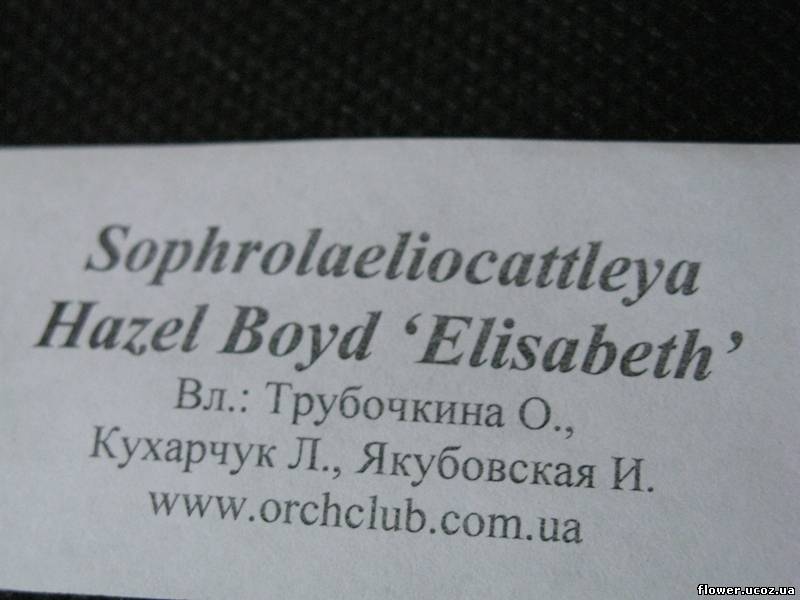 Sophrolaeliocattleya
Hazel Boyd ‘Elisabeth’
Вл.: Трубочкина О.,
Кухарчук Л., Якубовская И.
www.orchclub.com.ua
flower.ucoz.ua